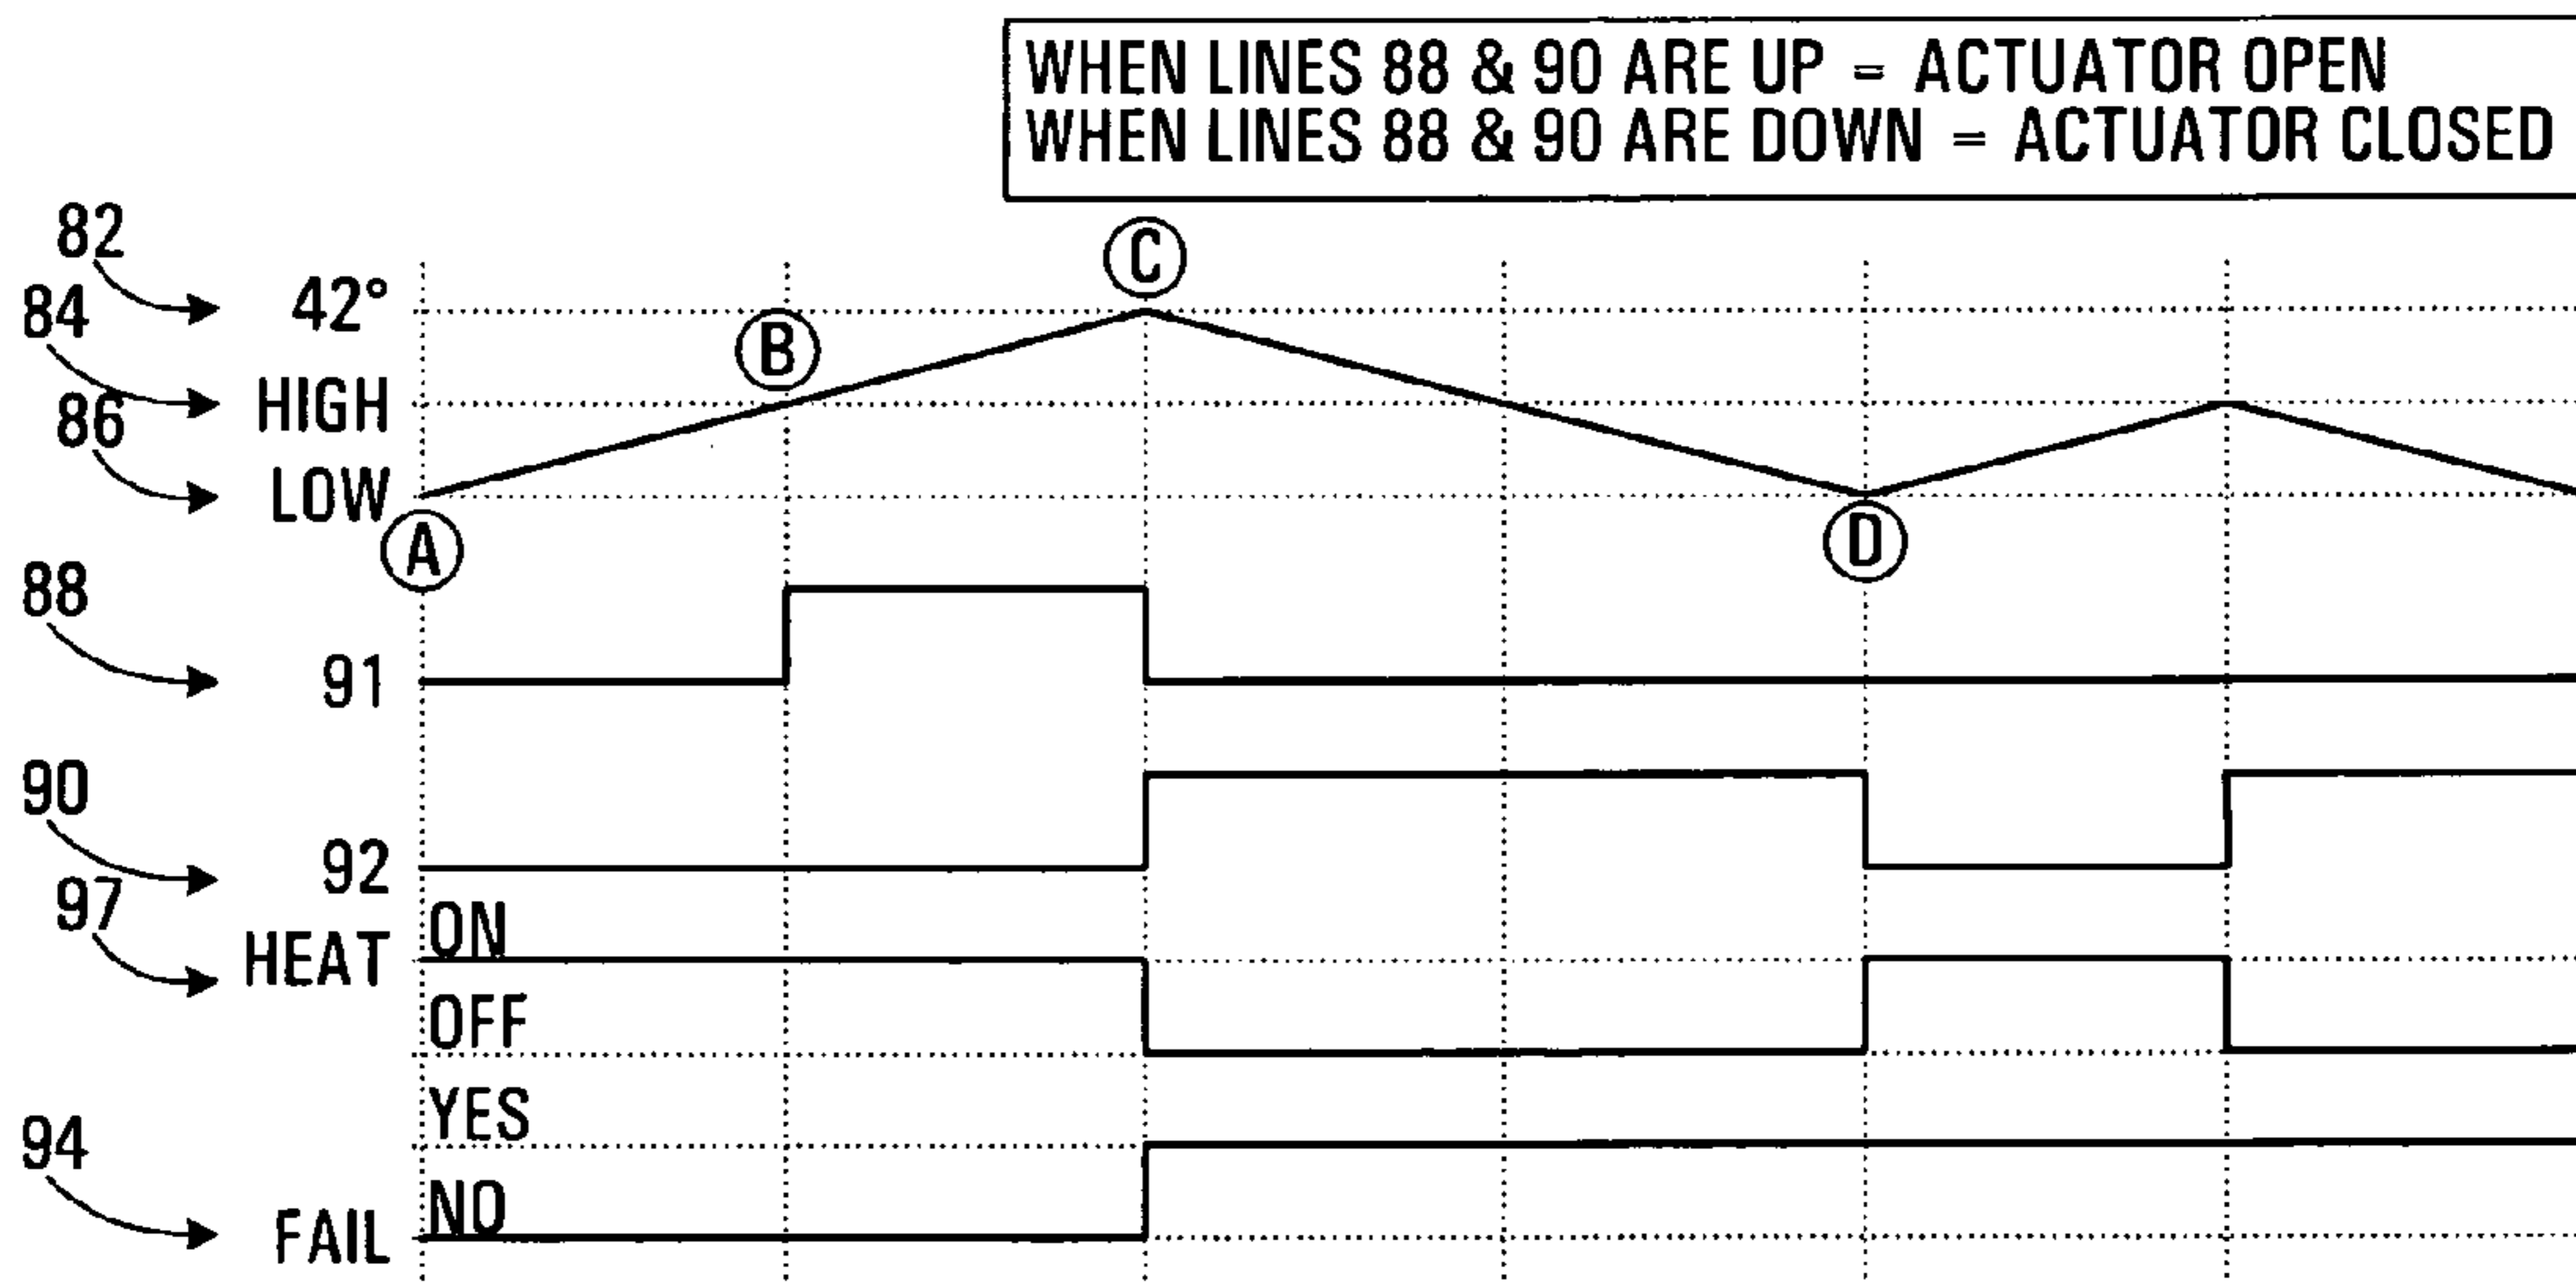 WHEN LINES 88 & 90 ARE UP = ACTUATOR OPEN
WHEN LINES 88 & 90 ARE DOWN = ACTUATOR CLOSED
82
42°
C
84
B
HIGH
86
LOW
A
D
88
91
90
92
97
ON
HEAT
OFF
YES
94
NO
FAIL